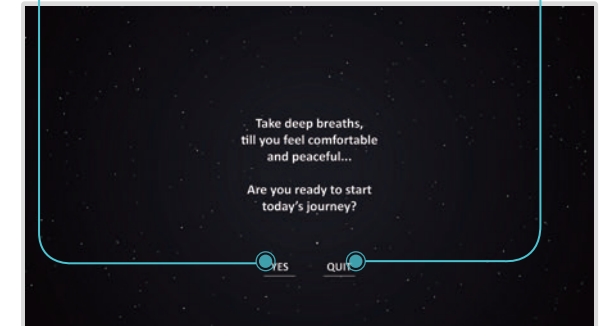 Take deep breaths,
till you feel comfortable
and peaceful...
Are you ready to start
today's journey?
YES QUIT